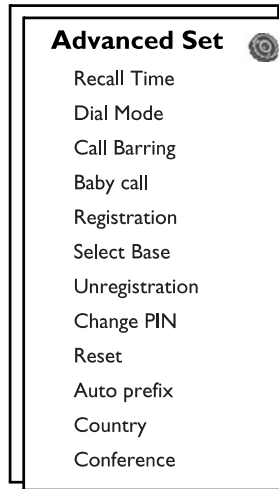 Advanced Set
Recall Time
Dial Mode
Call Barring
Baby call
Registration
Select Base
Unregistration
Change PIN
Reset
Auto prefix
Country
Conference